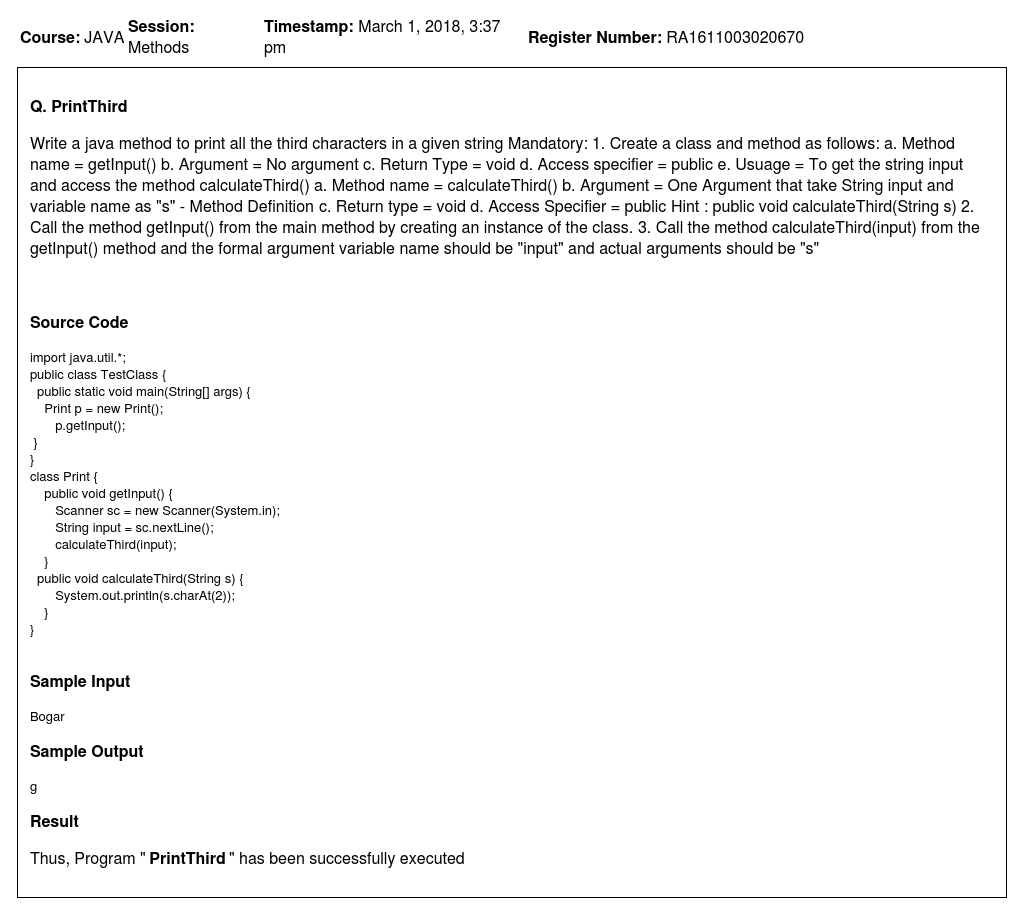 Course: JAVA Session: Methods Timestamp: March 1, 2018, 3:37 pm Register Number: RA1611003020670
Q. PrintThird
Write a java method to print all the third characters in a given string Mandatory: 1. Create a class and method as follows: a. Method
name = getInput() b. Argument = No argument c. Return Type = void d. Access specifier = public e. Usuage = To get the string input
and access the method calculateThird() a. Method name = calculateThird() b. Argument = One Argument that take String input and
variable name as "s" - Method Definition c. Return type = void d. Access Specifier = public Hint : public void calculateThird(String s) 2.
Call the method getInput() from the main method by creating an instance of the class. 3. Call the method calculateThird(input) from the
getInput() method and the formal argument variable name should be "input" and actual arguments should be "s"
Source Code
import java.util.*;
public class TestClass {
  public static void main(String[] args) {
    Print p = new Print();
       p.getInput();
 }
}
class Print {
    public void getInput() {
       Scanner sc = new Scanner(System.in);
       String input = sc.nextLine();
       calculateThird(input);
    }
  public void calculateThird(String s) {
       System.out.println(s.charAt(2));
    }
}
Sample Input
Bogar
Sample Output
g
Result
Thus, Program " PrintThird " has been successfully executed